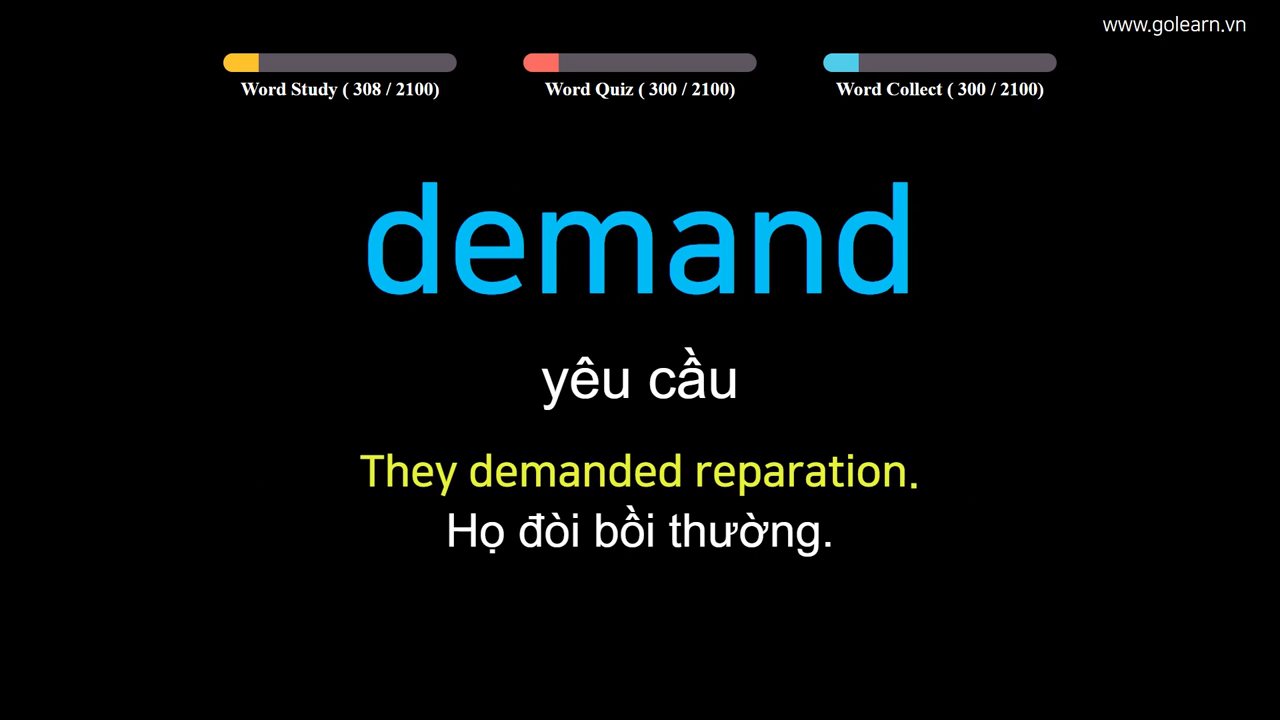 www.golearn.vn
Word Study ( 308 / 2100)
Word Quiz ( 300 / 2100)
Word Collect ( 300 / 2100)
demand
yêu cầu
They demanded reparation.
Họ đòi bồi thường.